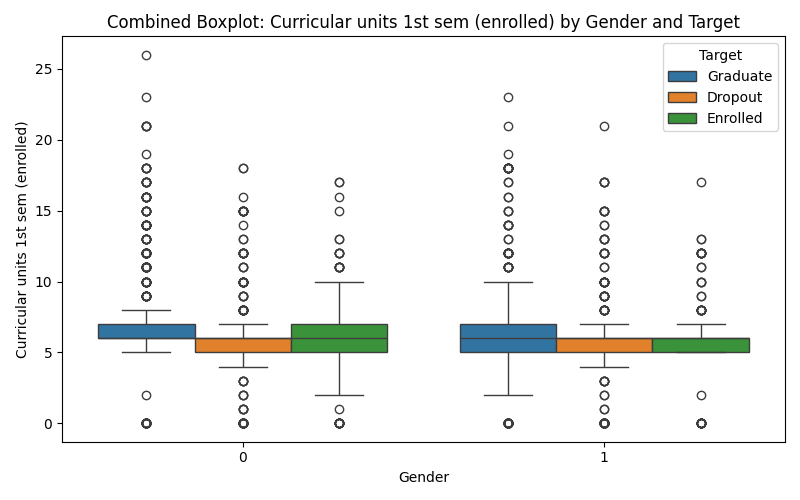 Combined Boxplot: Curricular units 1st sem (enrolled) by Gender and Target
Target
Graduate
Dropout
Enrolled
Curricular units 1st sem (enrolled)
25
20
15
10
5
0
0
1
Gender